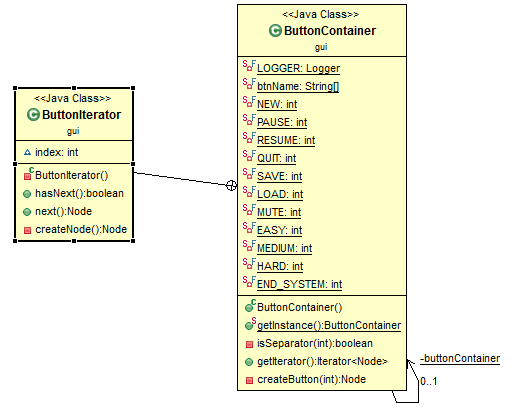 <<Java Class>>
ButtonContainer
gui
LOGGER: Logger
btnName: String[]
NEW: int
PAUSE: int
RESUME: int
QUIT: int
SAVE: int
LOAD: int
MUTE: int
EASY: int
MEDIUM: int
HARD: int
END_SYSTEM: int
ButtonContainer()
getInstance():ButtonContainer
isSeparator(int):boolean
getIterator():Iterator<Node>
createButton(int):Node
<<Java Class>>
ButtonIterator
gui
index: int
ButtonIterator()
hasNext():boolean
next():Node
createNode():Node
-buttonContainer
0..1